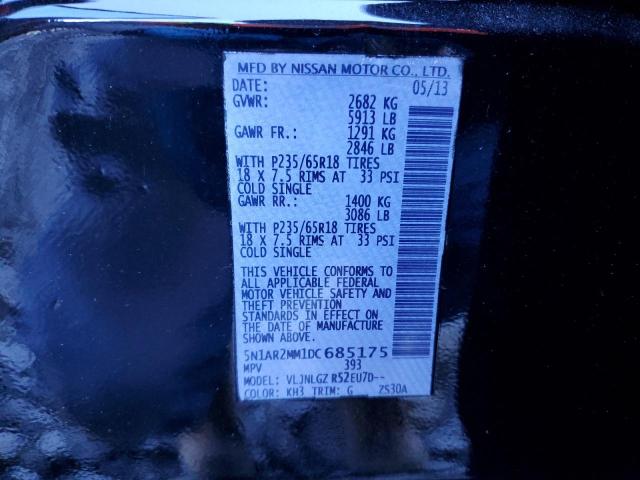 MFD BY NISSAN MOTOR CO., LTD.
DATE: 05/13
GVWR: 2682 KG
5913 LB
GAWR FR.: 1291 KG
2846 LB
WITH P235/65R18 TIRES
18 X 7.5 RIMS AT 33 PSI
COLD SINGLE
GAWR RR.: 1400 KG
3086 LB
WITH P235/65R18 TIRES
18 X 7.5 RIMS AT 33 PSI
COLD SINGLE
THIS VEHICLE CONFORMS TO
ALL APPLICABLE FEDERAL
MOTOR VEHICLE SAFETY AND
THEFT PREVENTION
STANDARDS IN EFFECT ON
THE DATE OF MANUFACTURE
SHOWN ABOVE.
5N1AR2MM1DC685175
MPV 393
MODEL: VLJNLGZ R52EU7D--
COLOR: KH3 TRIM: G ZS30A